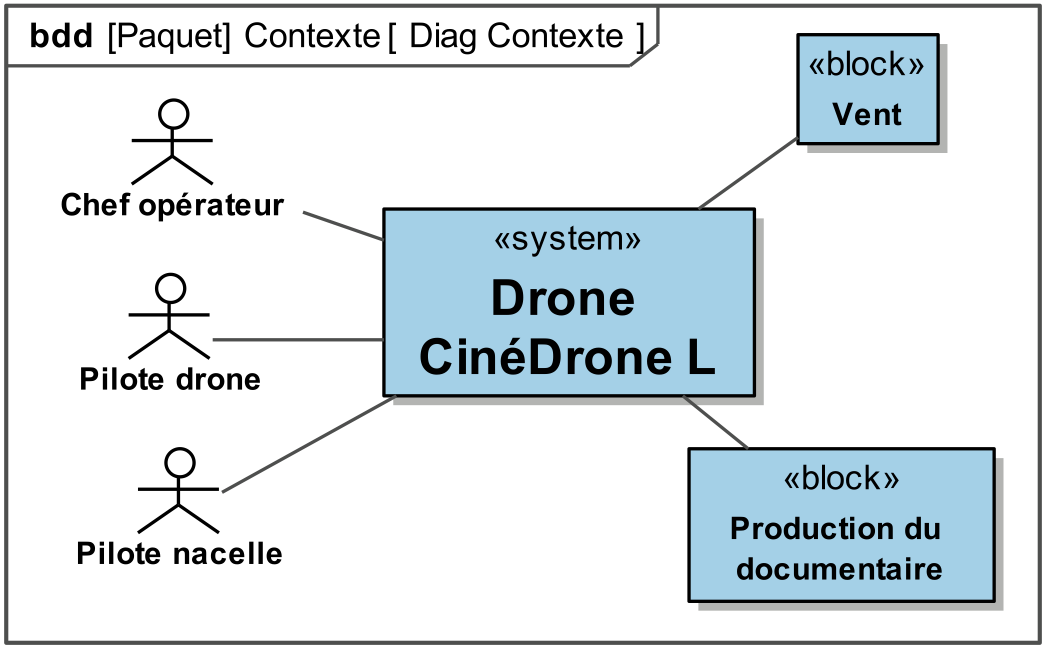 bdd [Paquet] Contexte [ Diag Contexte ]
«block»
Vent
Chef opérateur
«system»
Drone
CinéDrone L
Pilote drone
«block»
Production du
documentaire
Pilote nacelle